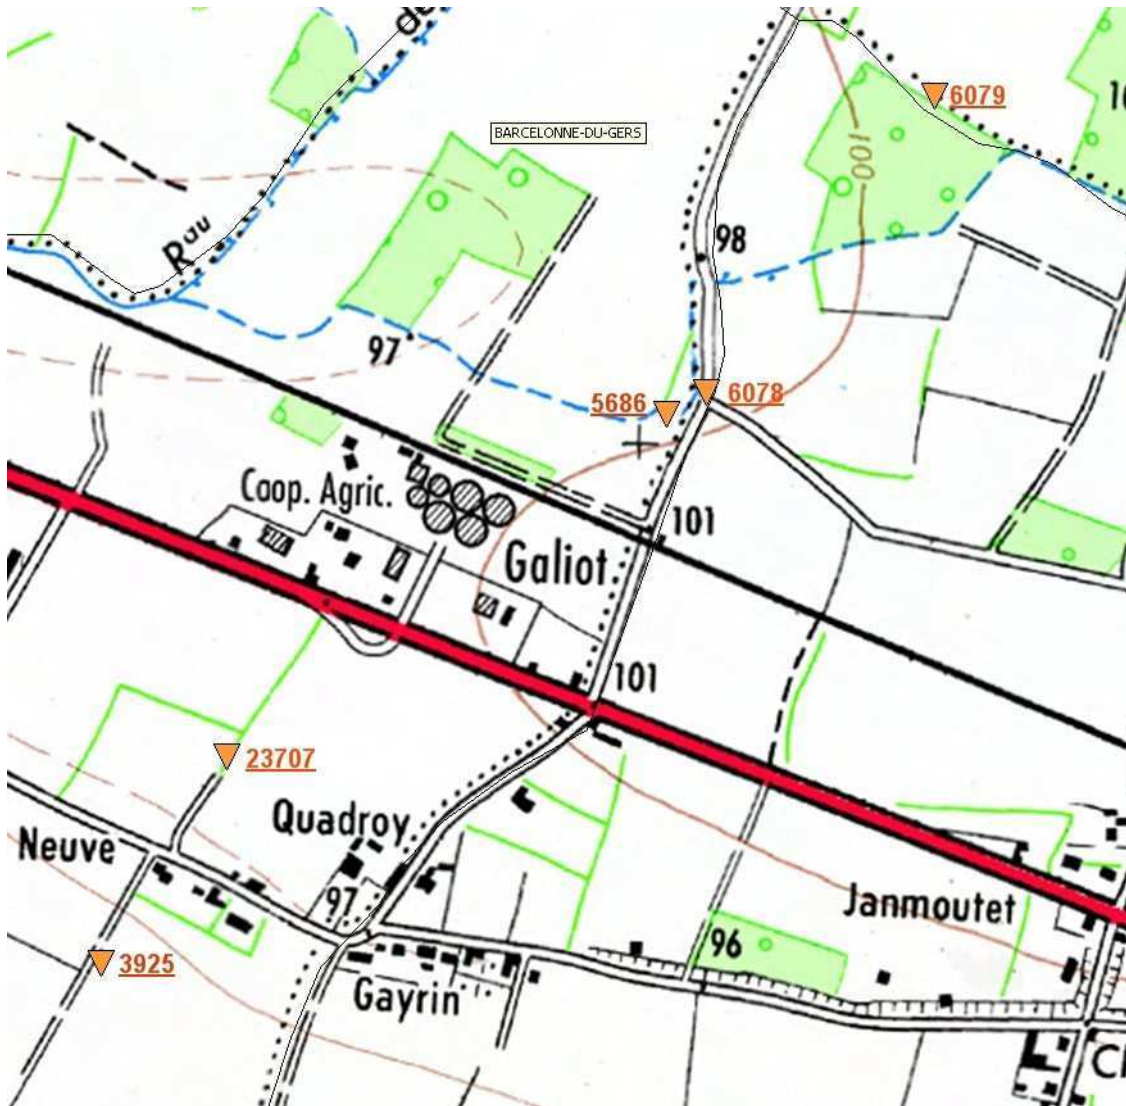 6079
BARCELONNE-DU-GERS
100
Rau
98
97
5686
6078
Coop. Agric.
101
Galiot
101
23707
Quadroy
Neuve
97
Janmoutet
96
3925
Gayrin